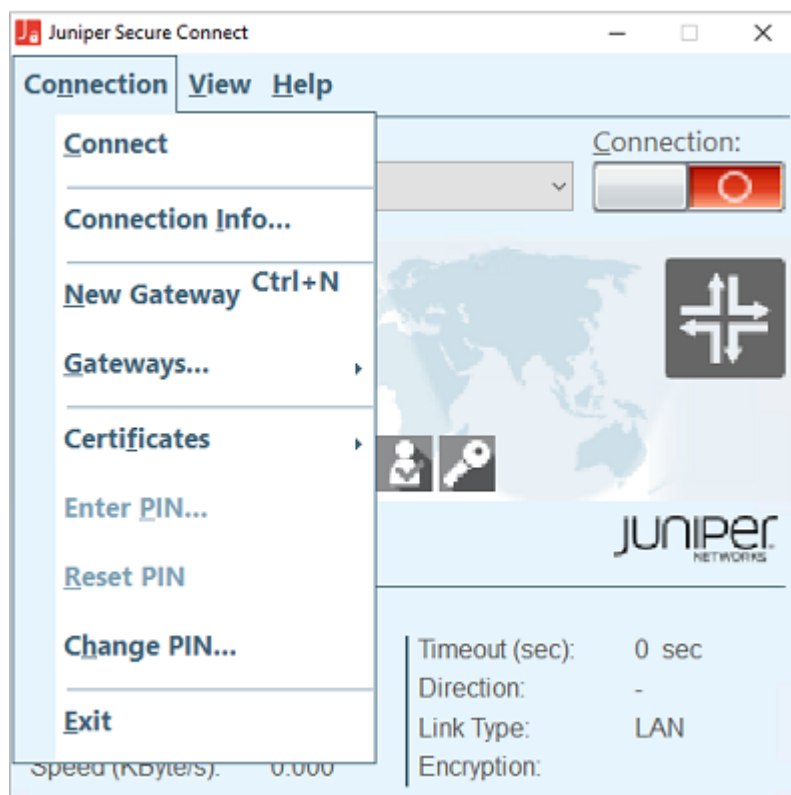 Juniper Secure Connect
Connection View Help
Connect
Connection:
Connection Info...
New Gateway Ctrl+N
Gateways...
Certificates
Enter PIN...
JUNIPER
NETWORKS
Reset PIN
Change PIN...
Timeout (sec): 0 sec
Direction: -
Exit
Link Type: LAN
Speed (KByte/s): 0.000 Encryption: